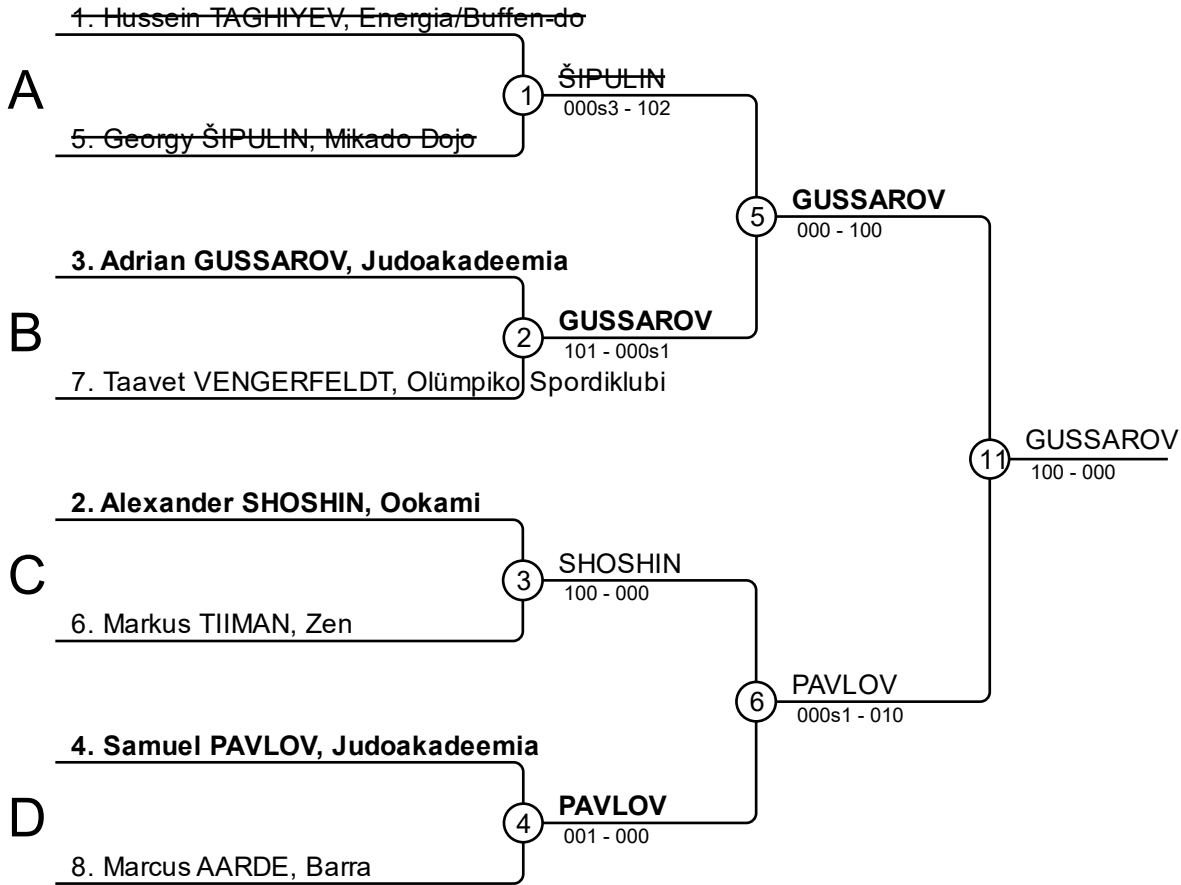 1. Hussein TAGHIYEV, Energia/Buffen-do
A
1
ŠIPULIN
000s3 - 102
5. Georgy ŠIPULIN, Mikado Dojo
5
GUSSAROV
000 - 100
3. Adrian GUSSAROV, Judoakadeemia
B
2
GUSSAROV
101 - 000s1
7. Taavet VENGERFELDT, Olümpiko Spordiklubi
11
GUSSAROV
100 - 000
2. Alexander SHOSHIN, Ookami
C
3
SHOSHIN
100 - 000
6. Markus TIIMAN, Zen
6
PAVLOV
000s1 - 010
4. Samuel PAVLOV, Judoakadeemia
D
4
PAVLOV
001 - 000
8. Marcus AARDE, Barra